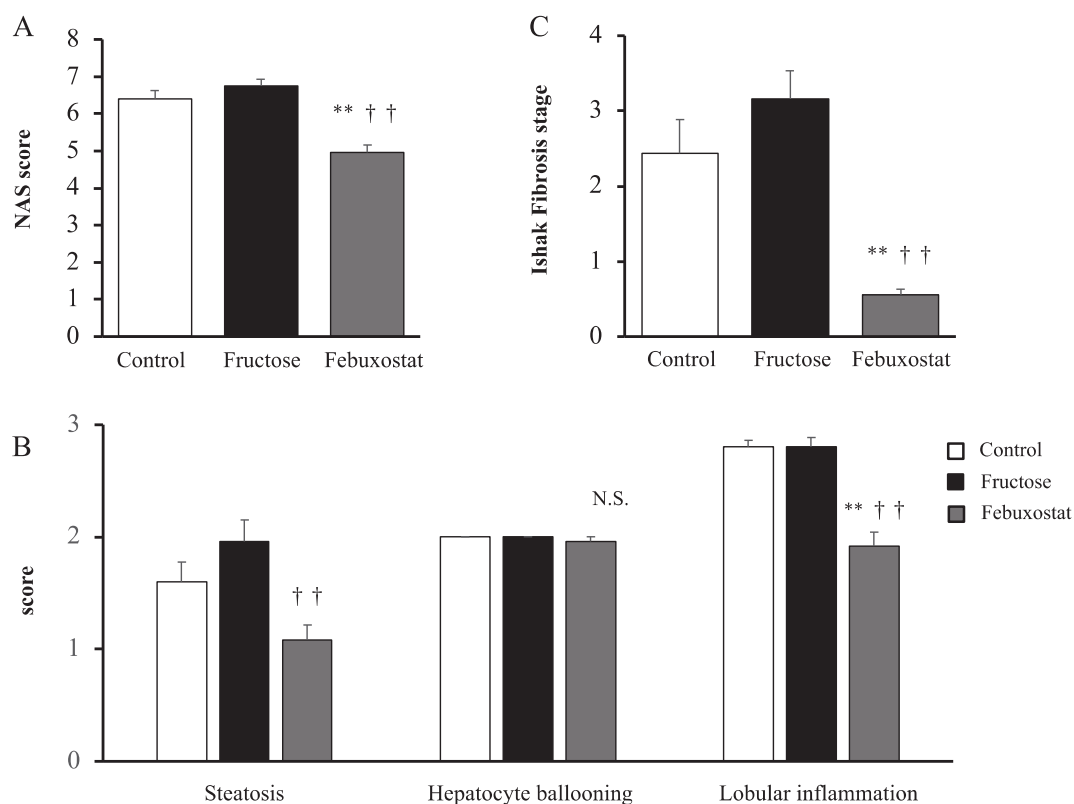 A
NAS score
8
7
6
5
4
3
2
1
0
** † †
Control Fructose Febuxostat
C
Ishak Fibrosis stage
4
3
2
1
0
** † †
Control Fructose Febuxostat
B
score
3
2
1
0
† †
N.S.
** † †
Steatosis Hepatocyte ballooning Lobular inflammation
Control
Fructose
Febuxostat